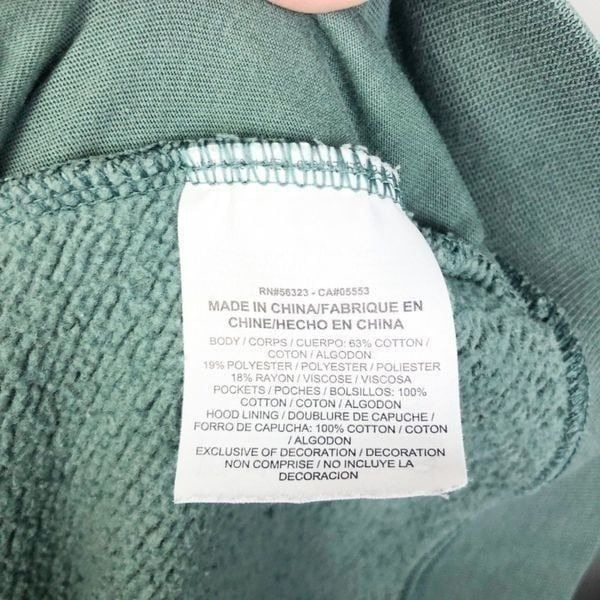 RN#56323 - CA#05553
MADE IN CHINA/FABRIQUE EN
CHINE/HECHO EN CHINA
BODY / CORPS / CUERPO: 63% COTTON /
COTON / ALGODON
19% POLYESTER / POLYESTER / POLIESTER
18% RAYON / VISCOSE / VISCOSA
POCKETS / POCHES / BOLSILLOS: 100%
COTTON / COTON / ALGODON
HOOD LINING / DOUBLURE DE CAPUCHE /
FORRO DE CAPUCHA: 100% COTTON / COTON
/ ALGODON
EXCLUSIVE OF DECORATION / DECORATION
NON COMPRISE / NO INCLUYE LA
DECORACION